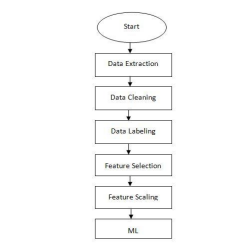 Start
Data Extraction
Data Cleaning
Data Labeling
Feature Selection
Feature Scaling
ML